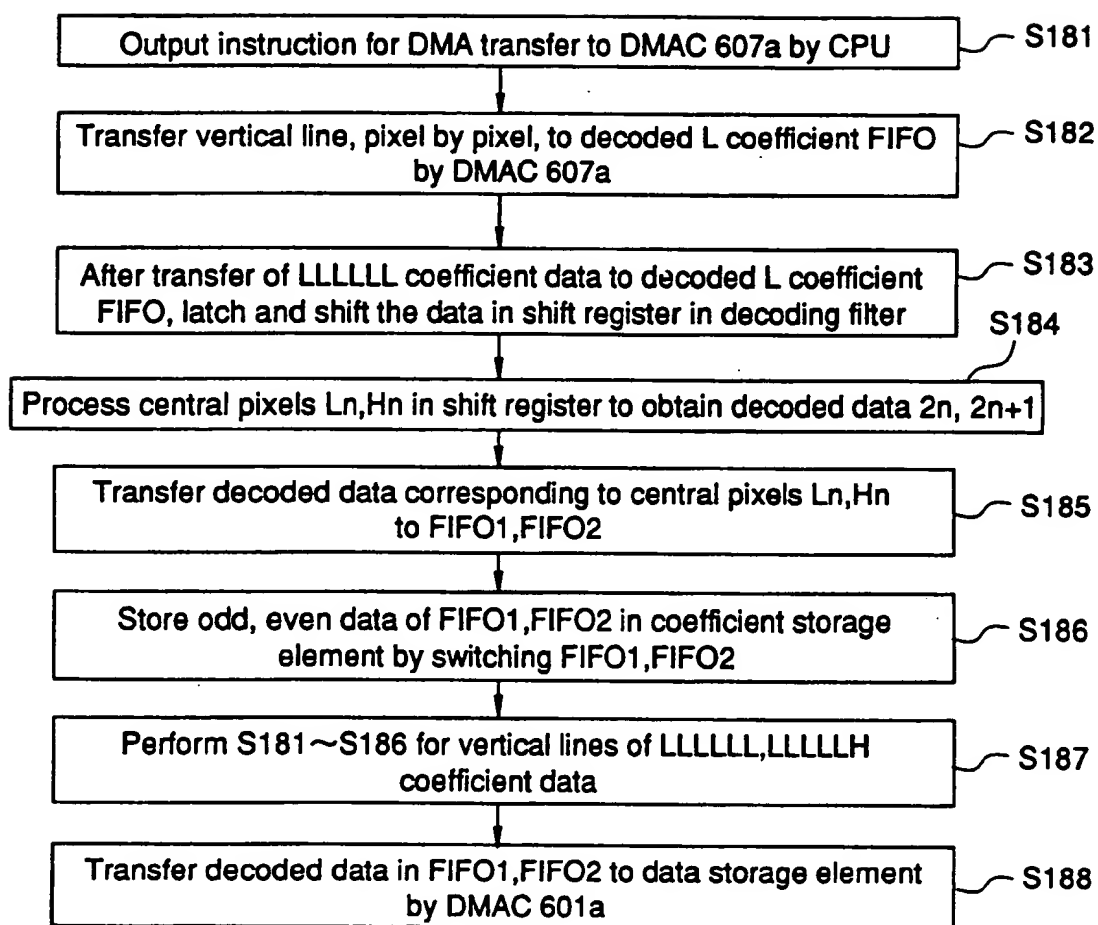 Output instruction for DMA transfer to DMAC 607a by CPU
S181
Transfer vertical line, pixel by pixel, to decoded L coefficient FIFO
by DMAC 607a
S182
After transfer of LLLLLL coefficient data to decoded L coefficient
FIFO, latch and shift the data in shift register in decoding filter
S183
S184
Process central pixels Ln,Hn in shift register to obtain decoded data 2n, 2n+1
Transfer decoded data corresponding to central pixels Ln,Hn
to FIFO1,FIFO2
S185
Store odd, even data of FIFO1,FIFO2 in coefficient storage
element by switching FIFO1,FIFO2
S186
Perform S181～S186 for vertical lines of LLLLLL,LLLLLH
coefficient data
S187
Transfer decoded data in FIFO1,FIFO2 to data storage element
by DMAC 601a
S188